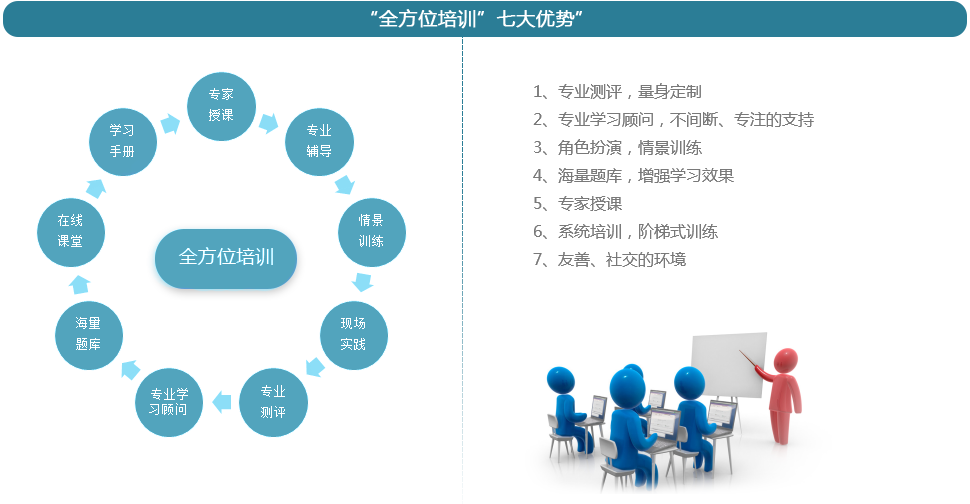 “全方位培训”七大优势”
专家
授课
专业
辅导
情景
训练
现场
实践
专业
测评
专业学
习顾问
海量
题库
在线
课堂
学习
手册
全方位培训
1、专业测评，量身定制
2、专业学习顾问，不间断、专注的支持
3、角色扮演，情景训练
4、海量题库，增强学习效果
5、专家授课
6、系统培训，阶梯式训练
7、友善、社交的环境